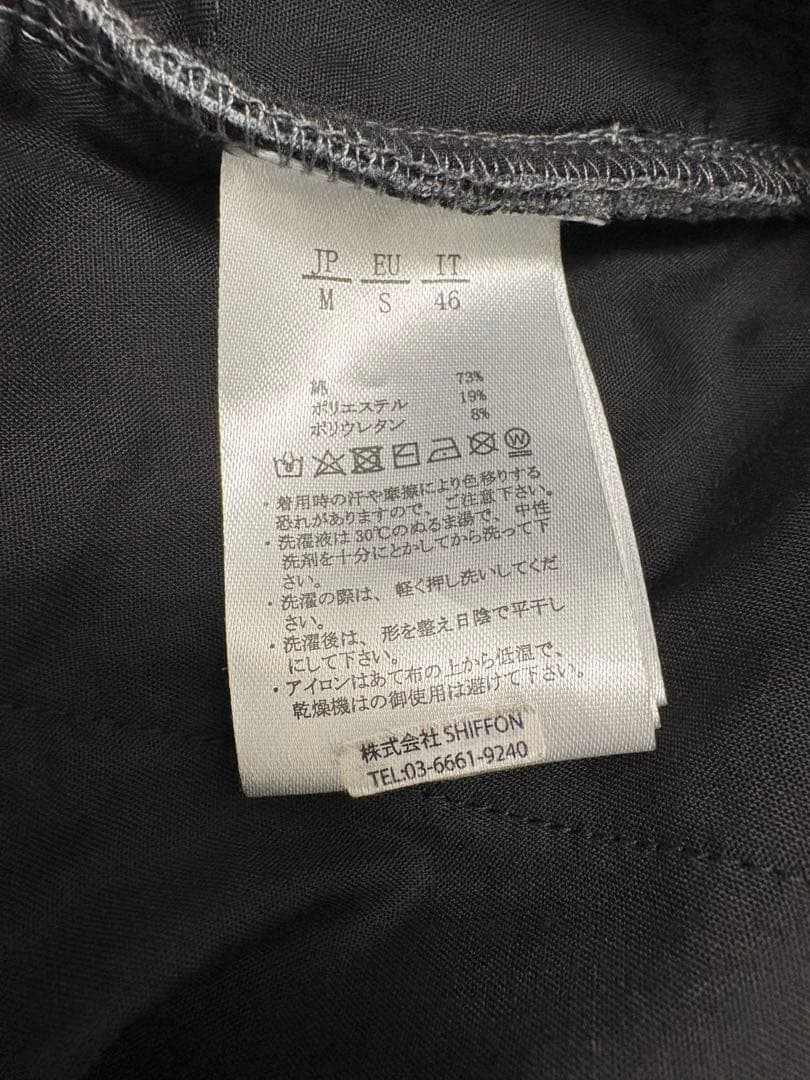 JP EU IT
M S 46
綿 73%
ポリエステル 19%
ポリウレタン 8%
W
・着用時の汗や摩擦により色移りする
恐れがありますので、ご注意下さい。
・洗濯液は30℃のぬるま湯で、中性
洗剤を十分にとかしてから洗って下
さい。
・洗濯の際は、軽く押し洗いしてくだ
さい。
・洗濯後は、形を整え日陰で平干し
にして下さい。
・アイロンはあて布の上から低温で、
乾燥機はの御使用は避けて下さい。
株式会社 SHIFFON
TEL:03-6661-9240